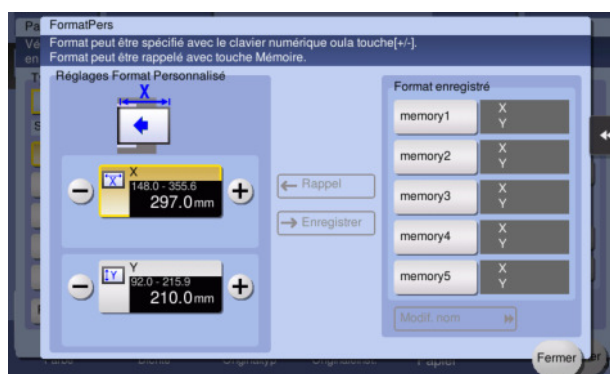 FormatPers
Format peut être spécifié avec le clavier numérique oula touche[+/-].
Format peut être rappelé avec touche Mémoire.
Réglages Format Personnalisé
X
X
X
148.0 - 355.6
297.0mm
Y
Y
92.0 - 215.9
210.0mm
Rappel
Enregistrer
Format enregistré
memory1
X
Y
memory2
X
Y
memory3
X
Y
memory4
X
Y
memory5
X
Y
Modif. nom
Fermer
Papier